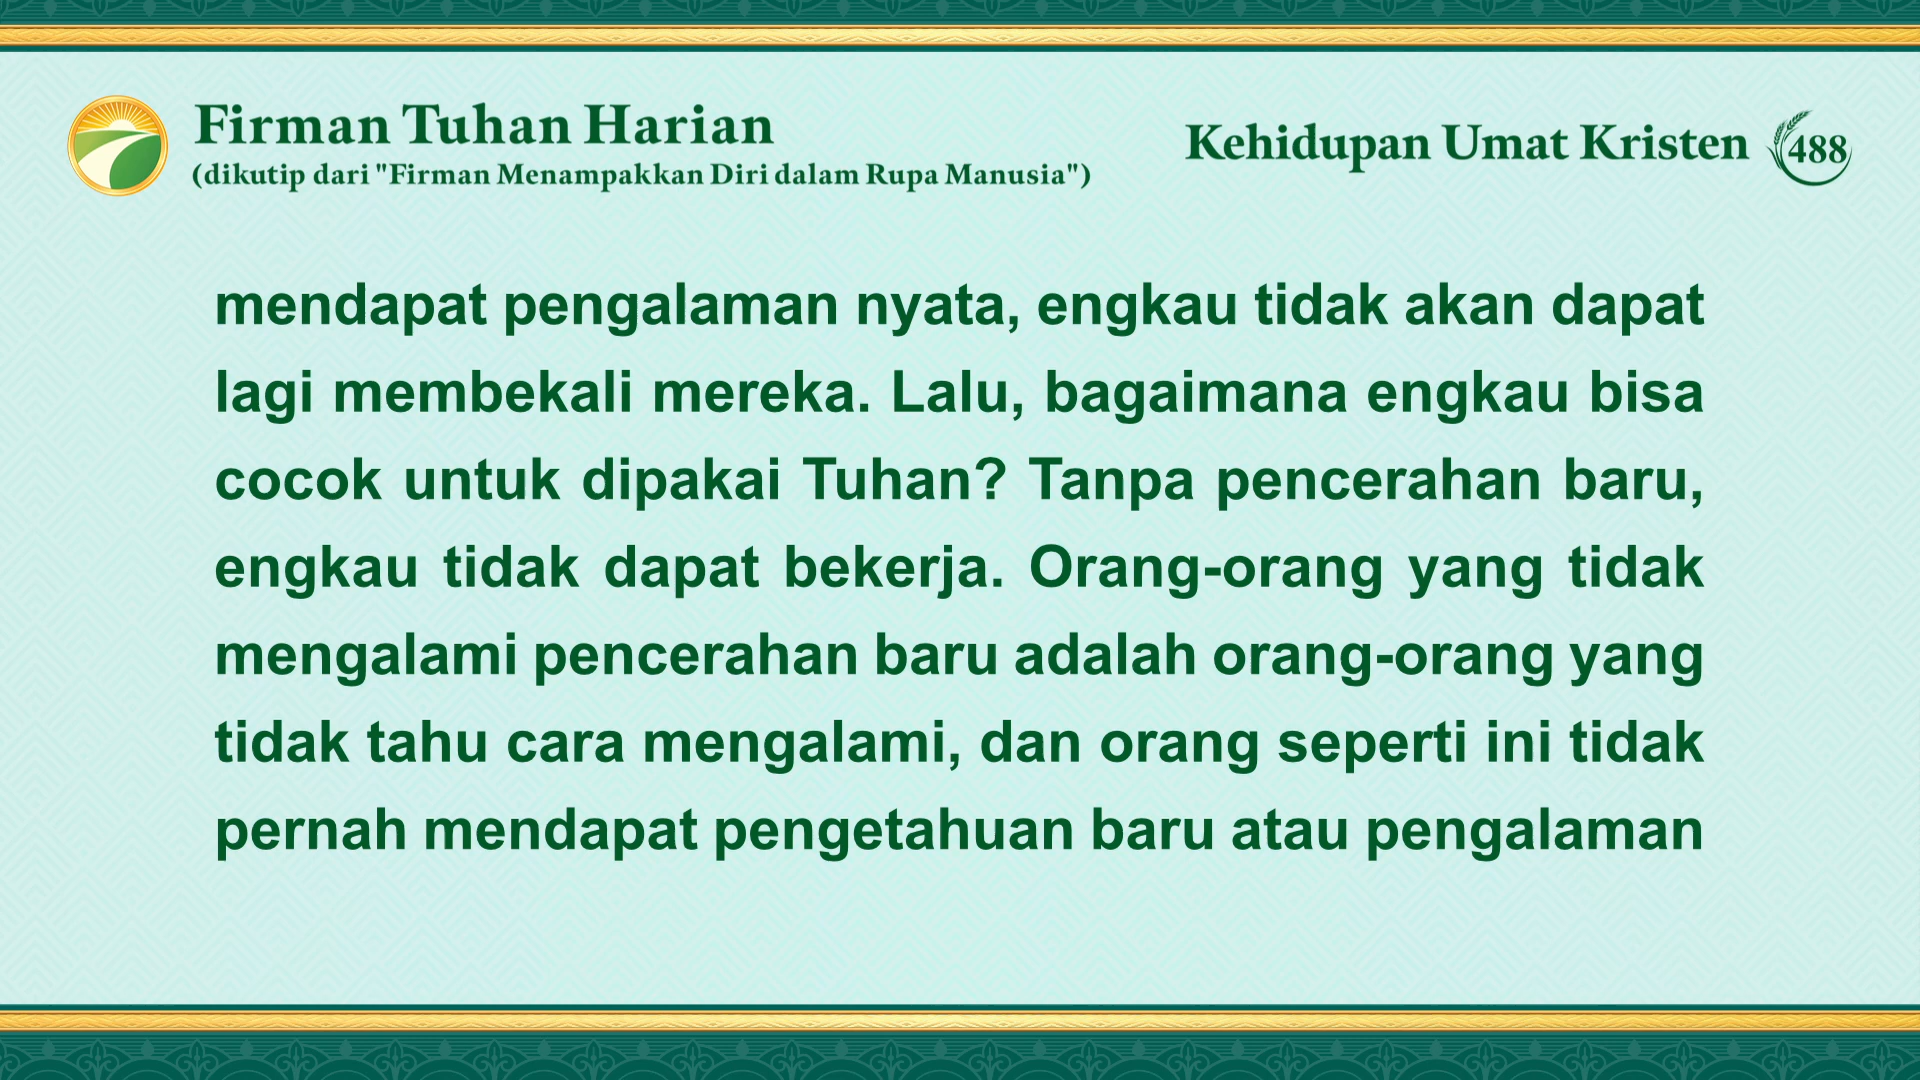 Firman Tuhan Harian
(dikutip dari "Firman Menampakkan Diri dalam Rupa Manusia")
Kehidupan Umat Kristen 488
mendapat pengalaman nyata, engkau tidak akan dapat
lagi membekali mereka. Lalu, bagaimana engkau bisa
cocok untuk dipakai Tuhan? Tanpa pencerahan baru,
engkau tidak dapat bekerja. Orang-orang yang tidak
mengalami pencerahan baru adalah orang-orang yang
tidak tahu cara mengalami, dan orang seperti ini tidak
pernah mendapat pengetahuan baru atau pengalaman